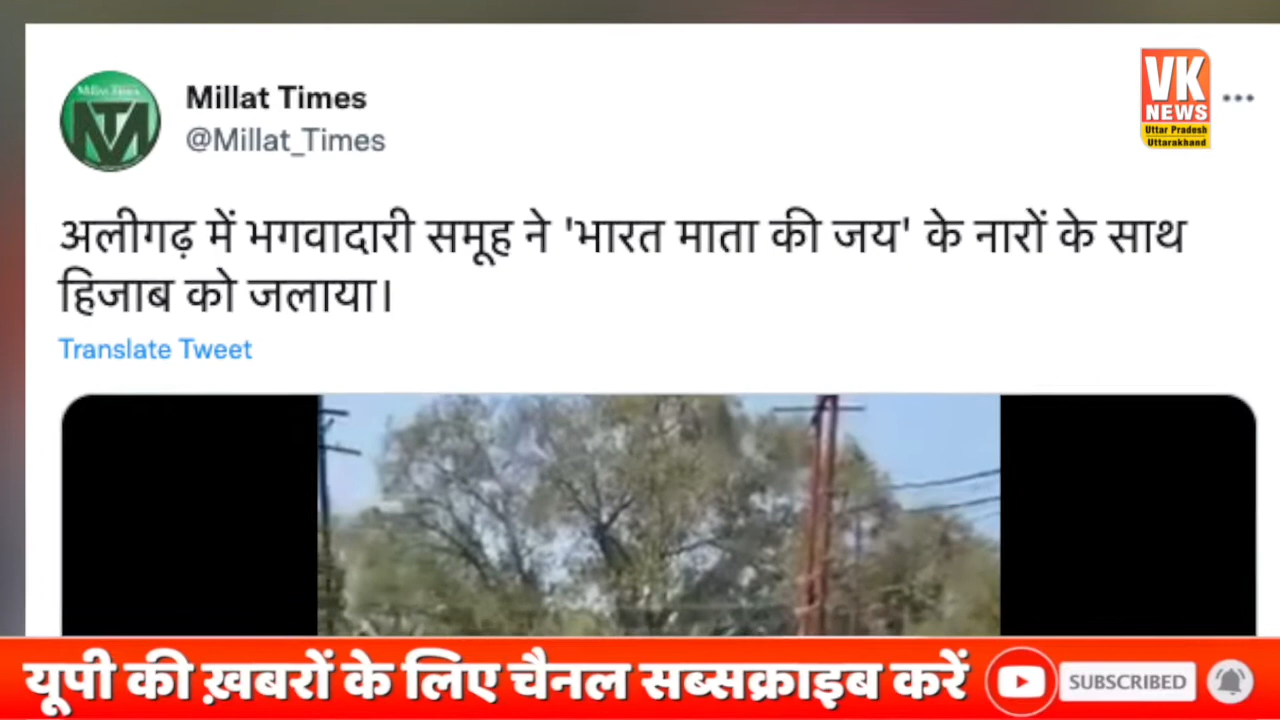 Millat Times
@Millat_Times
VK
NEWS
Uttar Pradesh
Uttarakhand
अलीगढ़ में भगवादारी समूह ने 'भारत माता की जय' के नारों के साथ
हिजाब को जलाया।
Translate Tweet
यूपी की ख़बरों के लिए चैनल सब्सक्राइब करें
SUBSCRIBED